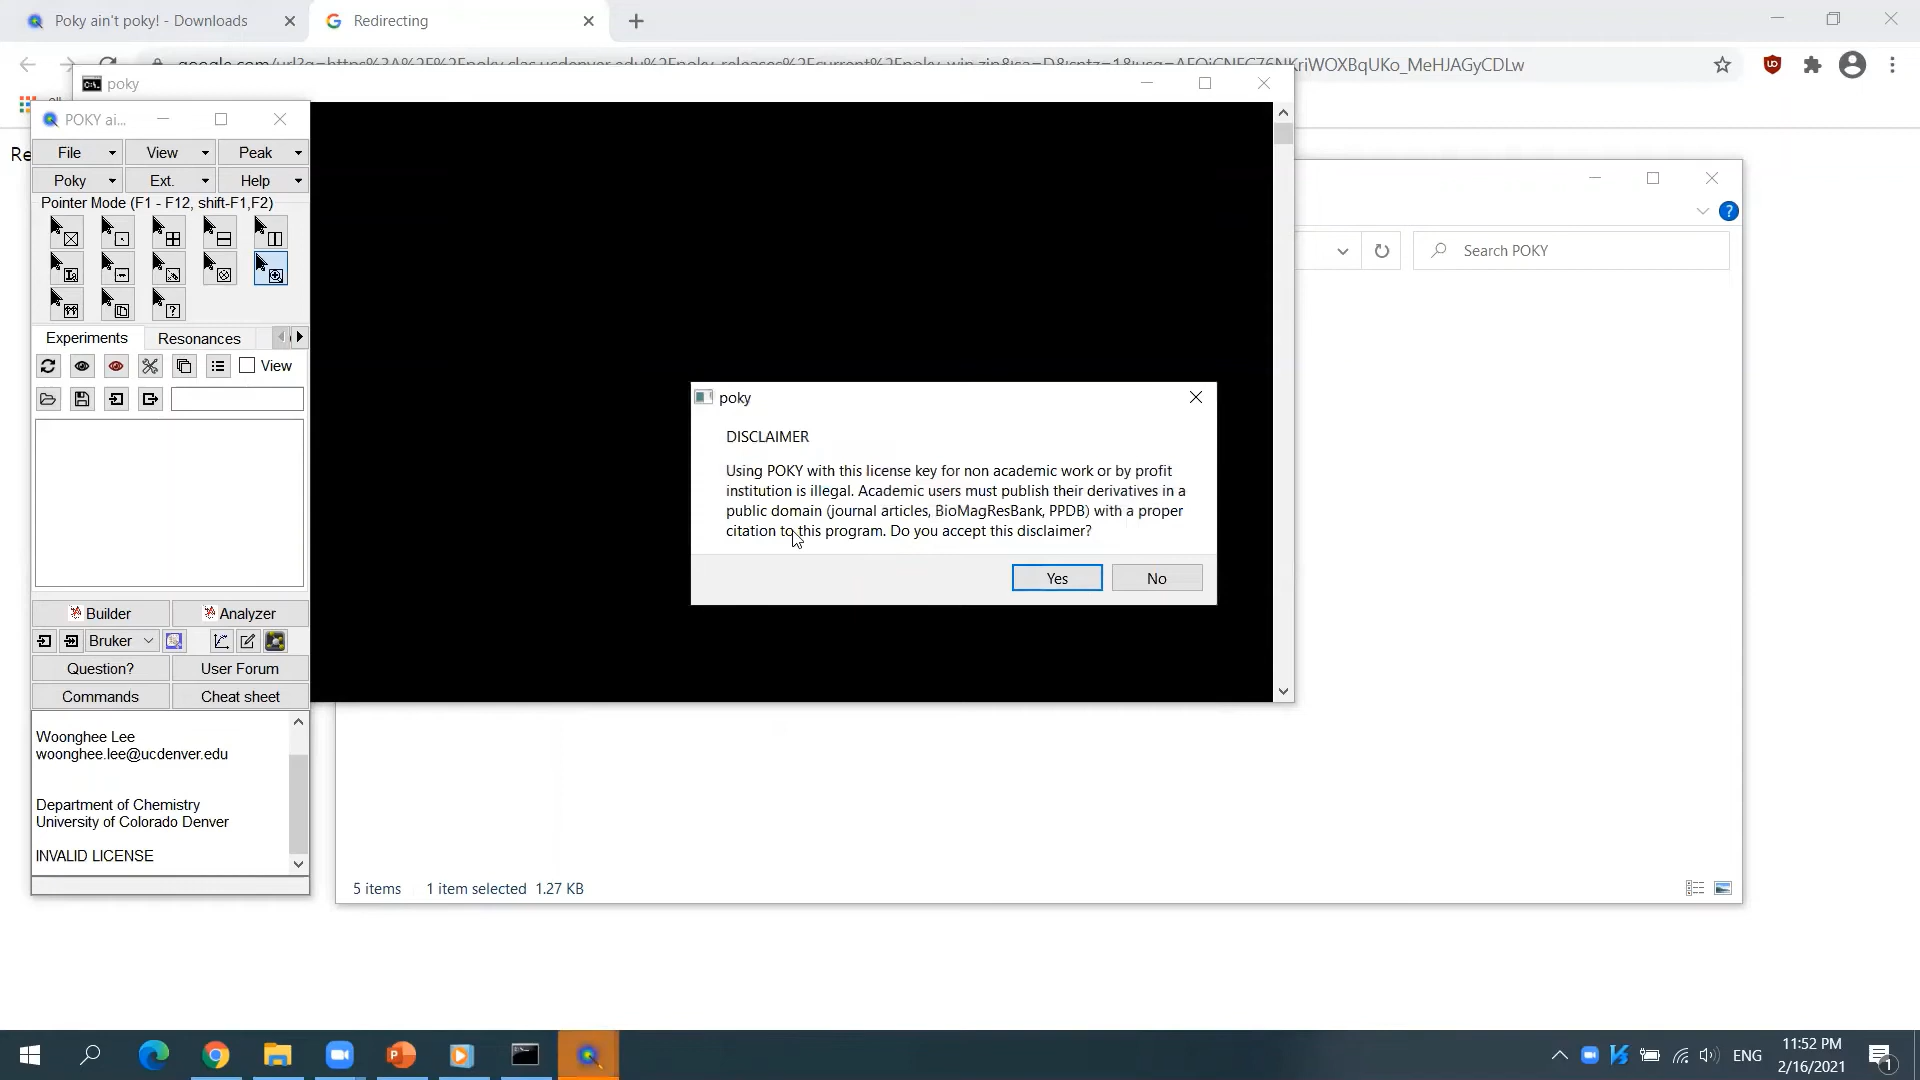 Poky ain't poky! - Downloads
Redirecting
poky
POKY ai...
File
View
Peak
Poky
Ext.
Help
Pointer Mode (F1 - F12, shift-F1,F2)
Experiments
Resonances
View
Builder
Analyzer
Bruker
Question?
User Forum
Commands
Cheat sheet
Woonghee Lee
woonghee.lee@ucdenver.edu
Department of Chemistry
University of Colorado Denver
INVALID LICENSE
poky
DISCLAIMER
Using POKY with this license key for non academic work or by profit
institution is illegal. Academic users must publish their derivatives in a
public domain (journal articles, BioMagResBank, PPDB) with a proper
citation to this program. Do you accept this disclaimer?
Yes
No
Search POKY
5 items
1 item selected 1.27 KB
ENG
11:52 PM
2/16/2021
1